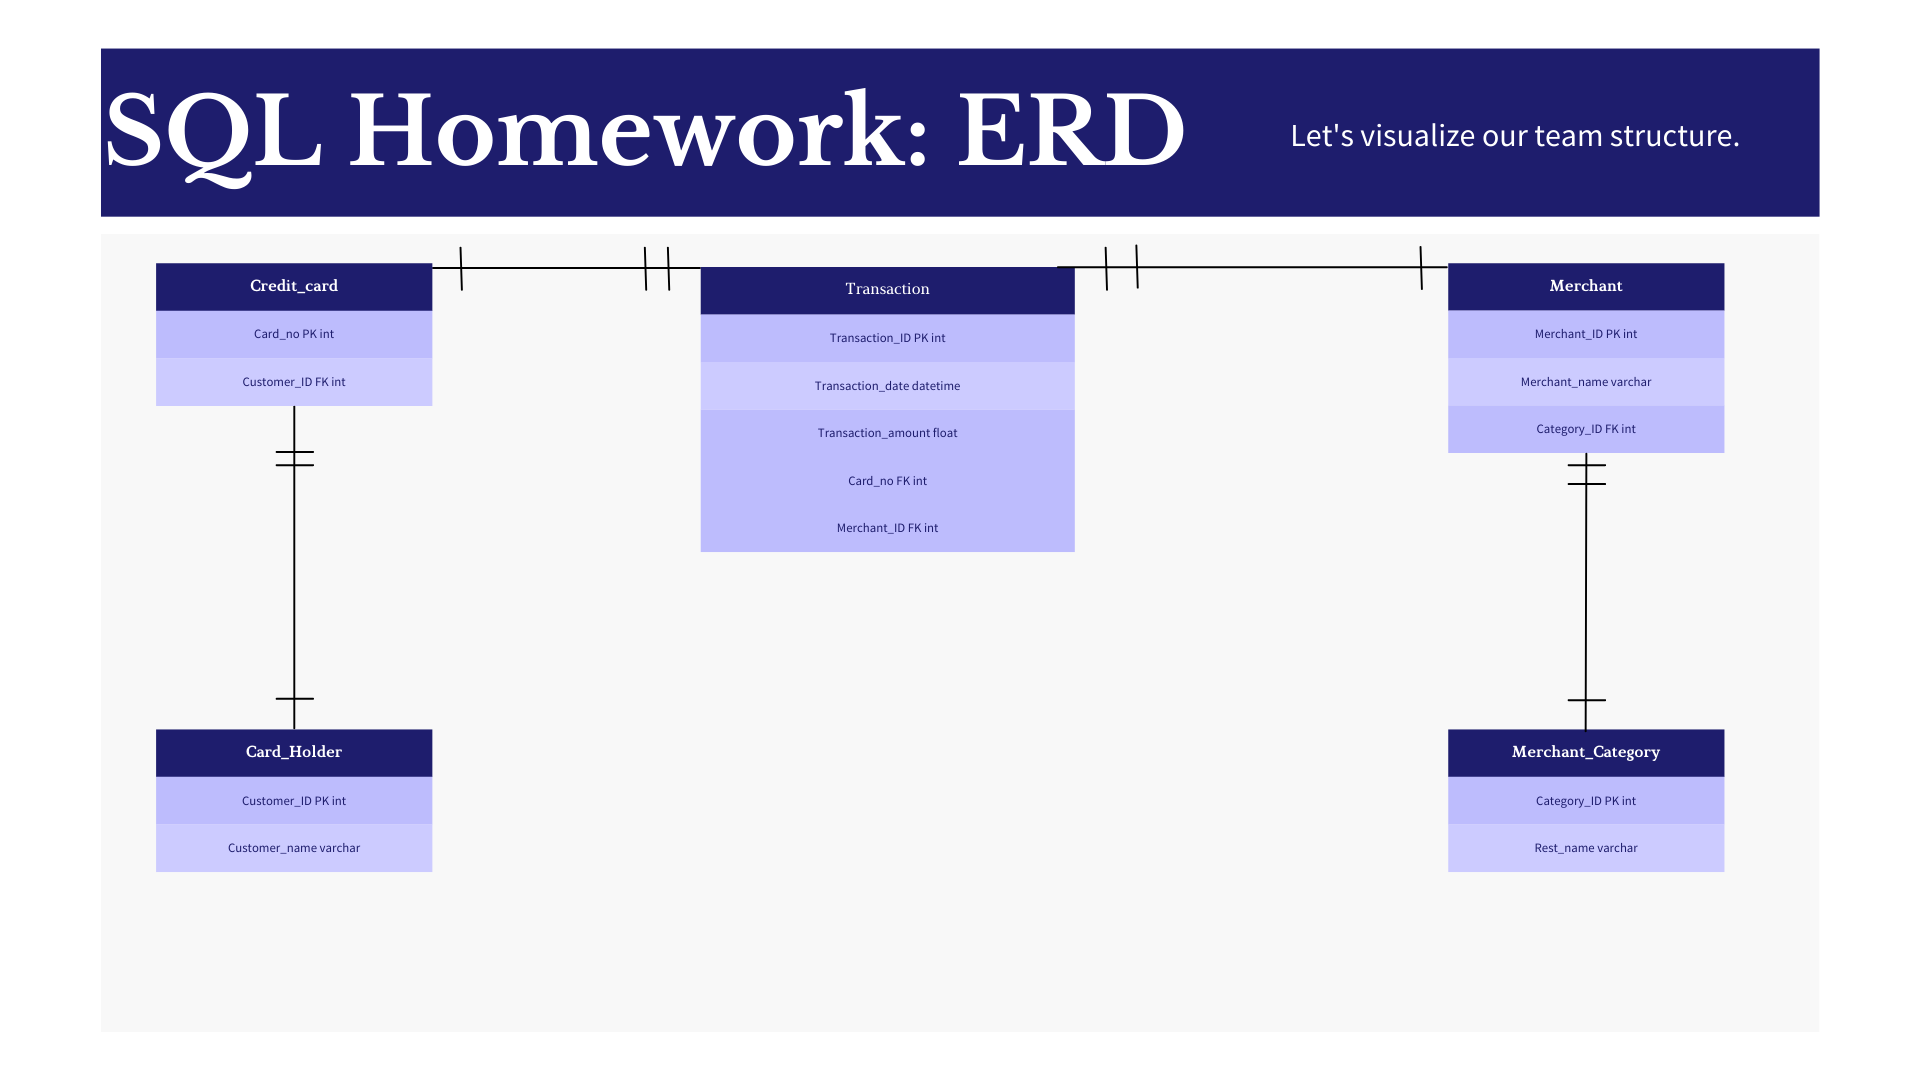 SQL Homework: ERD
Let's visualize our team structure.
Credit_card
Card_no PK int
Customer_ID FK int
Transaction
Transaction_ID PK int
Transaction_date datetime
Transaction_amount float
Card_no FK int
Merchant_ID FK int
Merchant
Merchant_ID PK int
Merchant_name varchar
Category_ID FK int
Card_Holder
Customer_ID PK int
Customer_name varchar
Merchant_Category
Category_ID PK int
Rest_name varchar